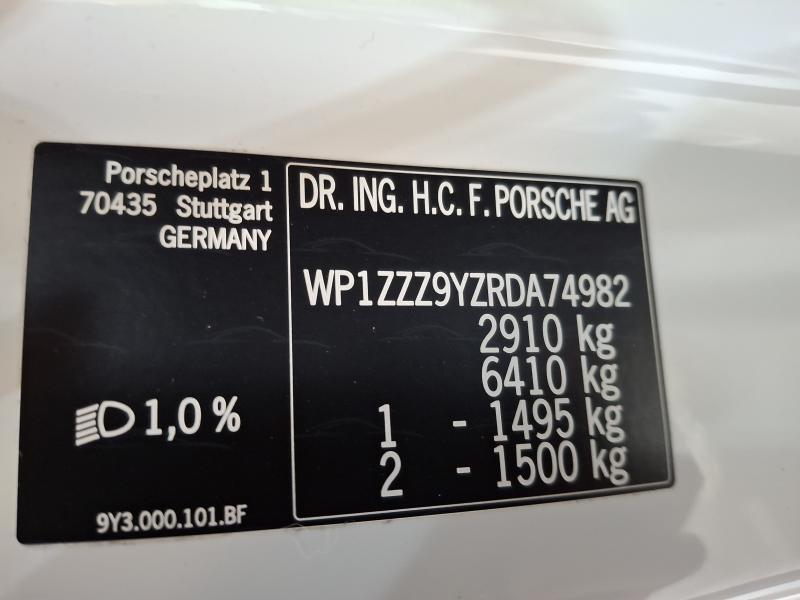 Porscheplatz 1
70435 Stuttgart
GERMANY
1,0 %
9Y3.000.101.BF
DR. ING. H.C. F. PORSCHE AG
WP1ZZZ9YZRDA74982
2910 kg
6410 kg
1 - 1495 kg
2 - 1500 kg